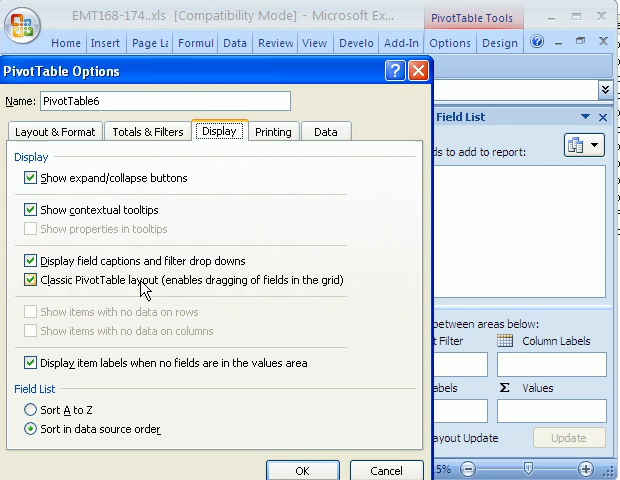 EMT168-174..xls [Compatibility Mode] - Microsoft Ex...
PivotTable Tools
Home Insert Page La Formul Data Review View Develo Add-In Options Design
PivotTable Options
Name: PivotTable6
Field List
Layout & Format Totals & Filters Display Printing Data
ds to add to report:
Display
Show expand/collapse buttons
Show contextual tooltips
Show properties in tooltips
Display field captions and filter drop downs
Classic PivotTable layout (enables dragging of fields in the grid)
Show items with no data on rows
Show items with no data on columns
between areas below:
t Filter Column Labels
Display item labels when no fields are in the values area
Field List
abels Σ Values
Sort A to Z
Sort in data source order
ayout Update Update
OK Cancel
5%